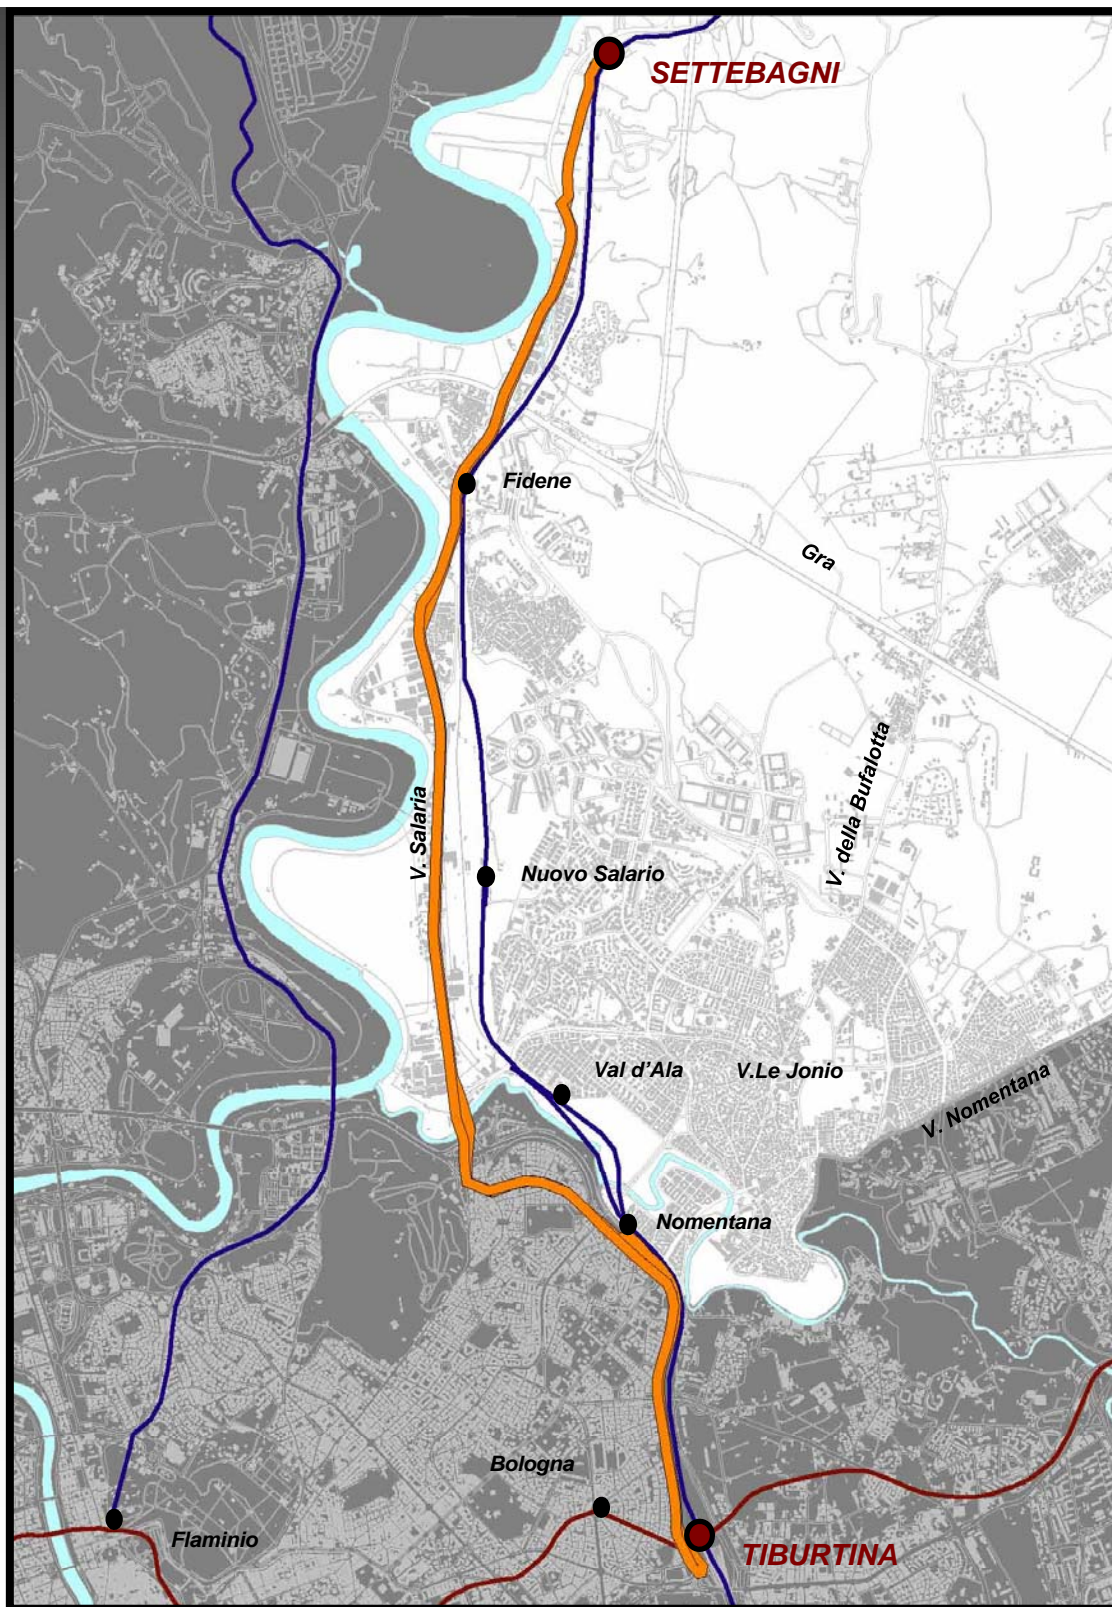 SETTEBAGNI
Fidene
Gra
V. della Bufalotta
V. Salaria
Nuovo Salario
Val d'Ala
V.Le Jonio
V. Nomentana
Nomentana
Bologna
Flaminio
TIBURTINA